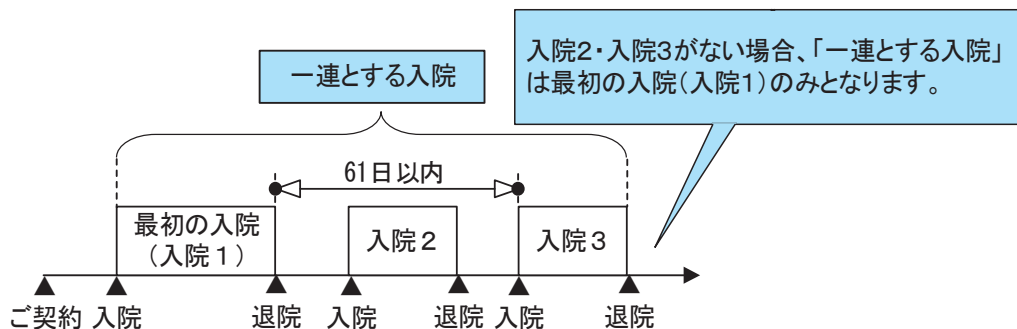 入院2・入院3がない場合、「一連とする入院」
は最初の入院(入院1)のみとなります。
一連とする入院
61日以内
最初の入院
(入院1)
入院2
入院3
ご契約 入院 退院 入院 退院 入院 退院